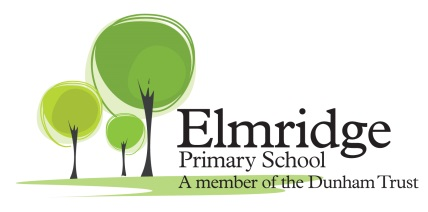 Elmridge
Primary School
A member of the Dunham Trust